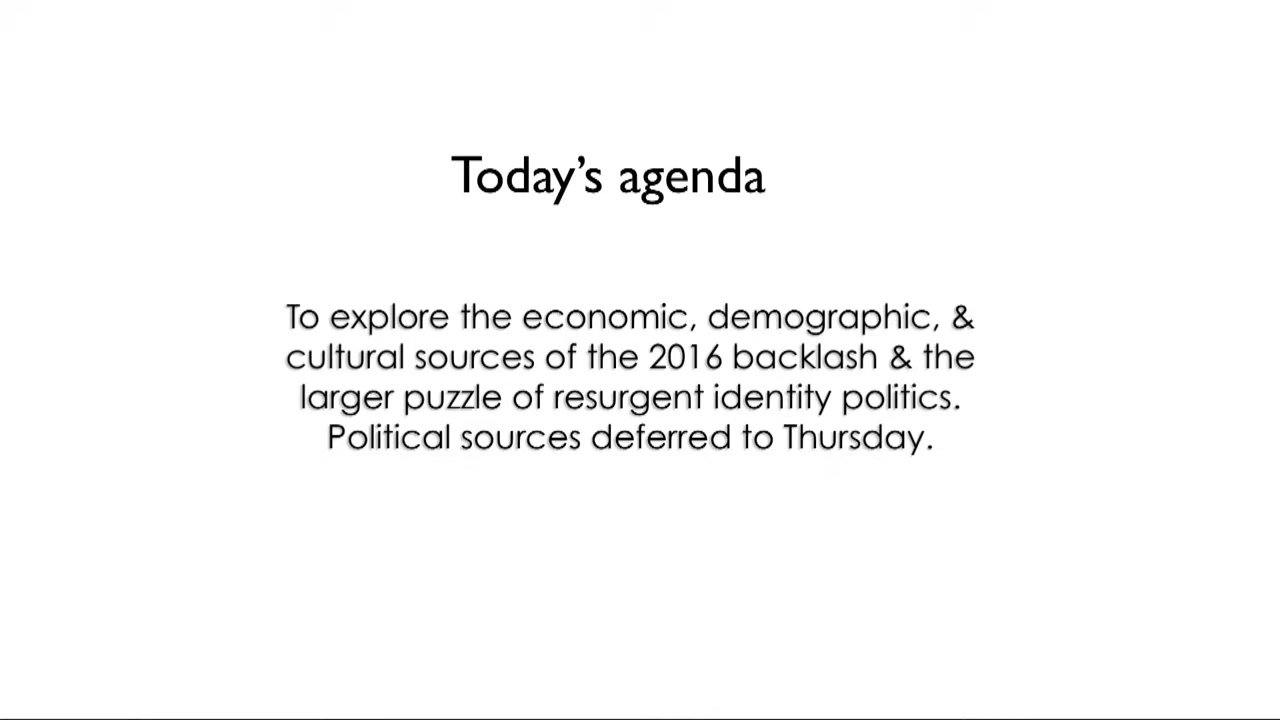 Today’s agenda
To explore the economic, demographic, &
cultural sources of the 2016 backlash & the
larger puzzle of resurgent identity politics.
Political sources deferred to Thursday.